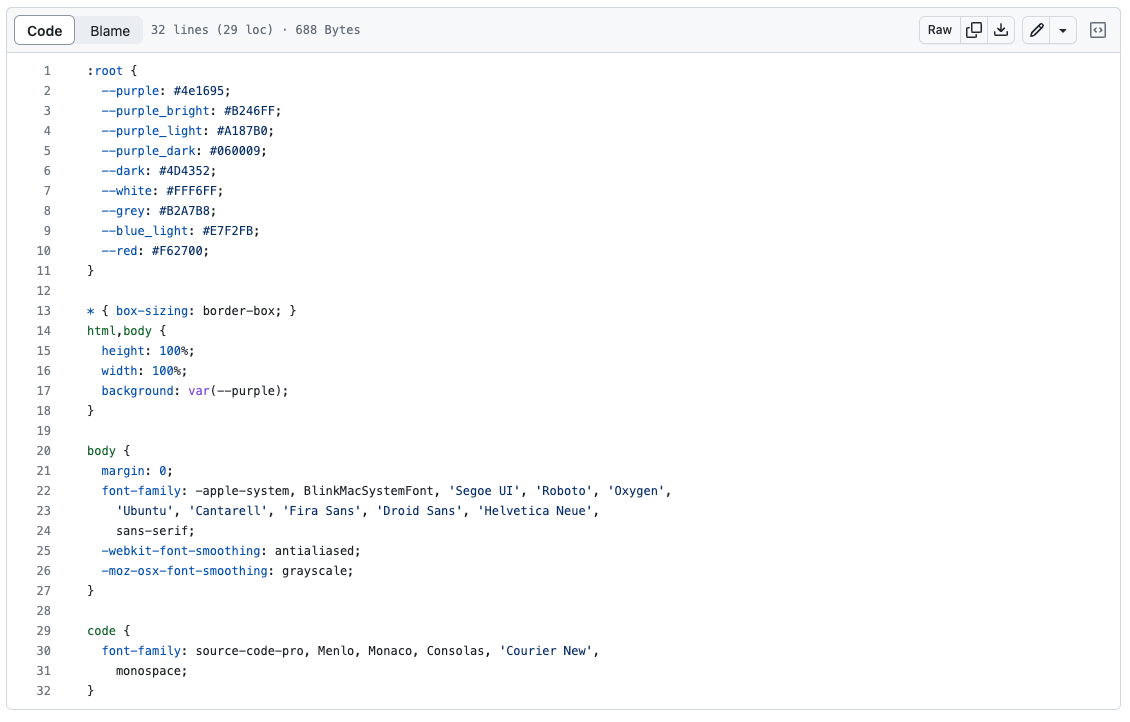 Code Blame 32 lines (29 loc) · 688 Bytes Raw
1 :root {
2   --purple: #4e1695;
3   --purple_bright: #B246FF;
4   --purple_light: #A187B0;
5   --purple_dark: #060009;
6   --dark: #4D4352;
7   --white: #FFF6FF;
8   --grey: #B2A7B8;
9   --blue_light: #E7F2FB;
10   --red: #F62700;
11 }
12
13 * { box-sizing: border-box; }
14 html,body {
15   height: 100%;
16   width: 100%;
17   background: var(--purple);
18 }
19
20 body {
21   margin: 0;
22   font-family: -apple-system, BlinkMacSystemFont, 'Segoe UI', 'Roboto', 'Oxygen',
23     'Ubuntu', 'Cantarell', 'Fira Sans', 'Droid Sans', 'Helvetica Neue',
24     sans-serif;
25   -webkit-font-smoothing: antialiased;
26   -moz-osx-font-smoothing: grayscale;
27 }
28
29 code {
30   font-family: source-code-pro, Menlo, Monaco, Consolas, 'Courier New',
31     monospace;
32 }